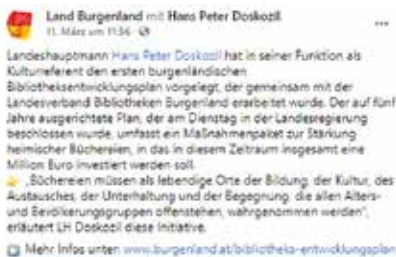 Land Burgenland mit Hans Peter Doskozil
11. März um 11:56
Landeshauptmann Hans Peter Doskozil hat in seiner Funktion als
Kulturreferent den ersten burgenländischen
Bibliotheksentwicklungsplan vorgelegt, der gemeinsam mit der
Landesverband Bibliotheken Burgenland erarbeitet wurde. Der auf fünf
Jahre ausgerichtete Plan, der am Dienstag in der Landesregierung
beschlossen wurde, umfasst ein Maßnahmenpaket zur Stärkung
heimischer Büchereien, in das in diesem Zeitraum insgesamt eine
Million Euro investiert werden soll.
👉 „Büchereien müssen als lebendige Orte der Bildung, der Kultur, des
Austausches, der Unterhaltung und der Begegnung, die allen Alters-
und Bevölkerungsgruppen offenstehen, wahrgenommen werden“,
erläutert LH Doskozil diese Initiative.
Mehr Infos unter: www.burgenland.at/bibliotheks-entwicklungsplan